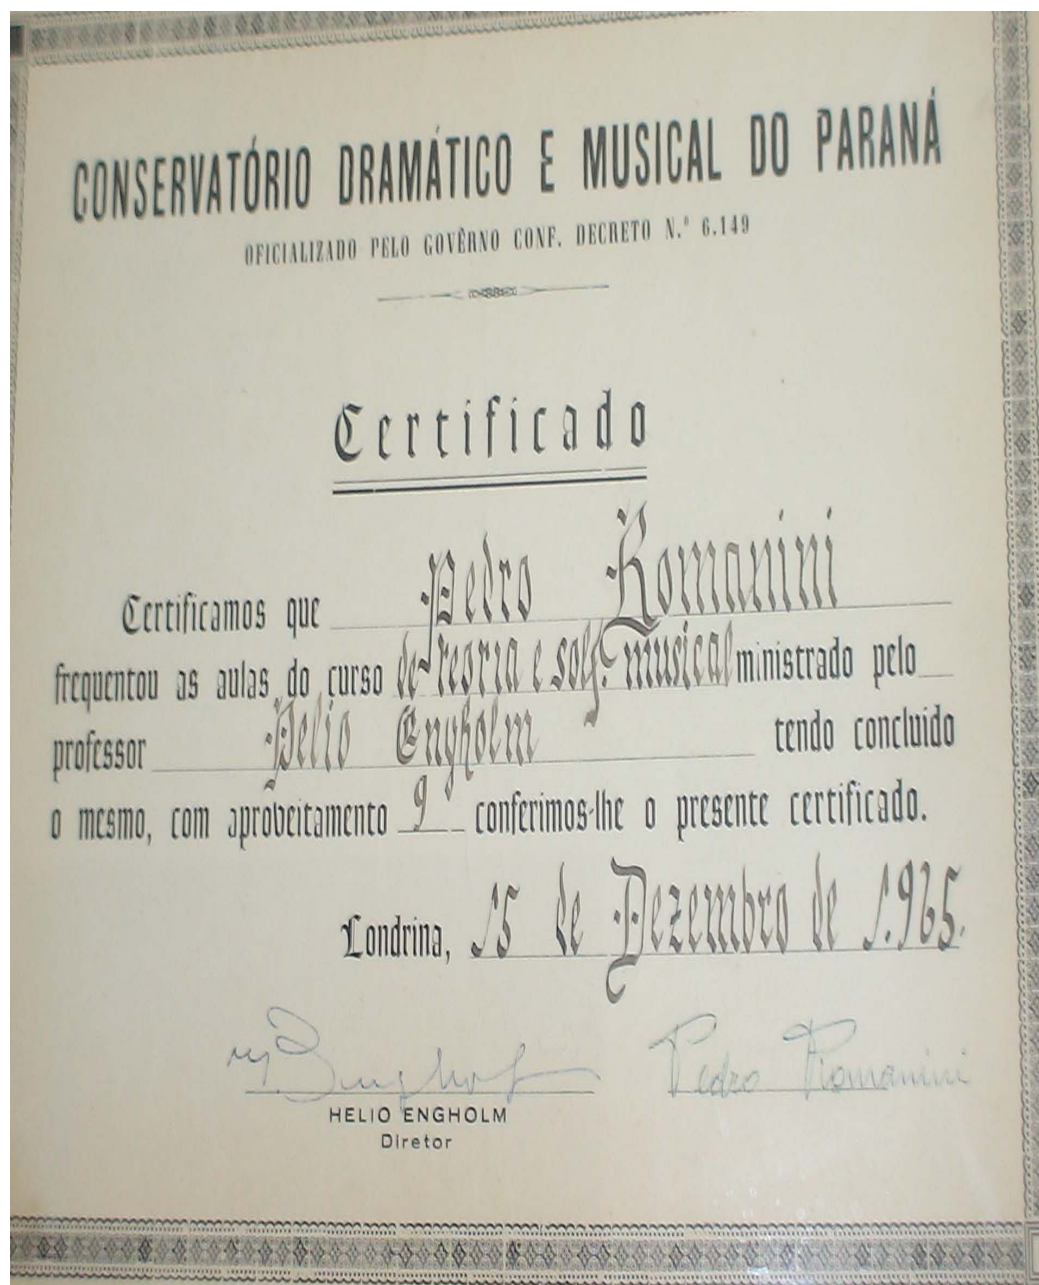 CONSERVATÓRIO DRAMÁTICO E MUSICAL DO PARANÁ
OFICIALIZADO PELO GOVÊRNO CONF. DECRETO N.º 6.149
Certificado
Certificamos que Pedro Romanini
frequentou as aulas do curso de teoria e solf. musical ministrado pelo
professor Helio Engholm tendo concluido
o mesmo, com aproveitamento 9 conferimos-lhe o presente certificado.
Londrina, 15 de Dezembro de 1.965.
Engholm Pedro Romanini
HELIO ENGHOLM
Diretor